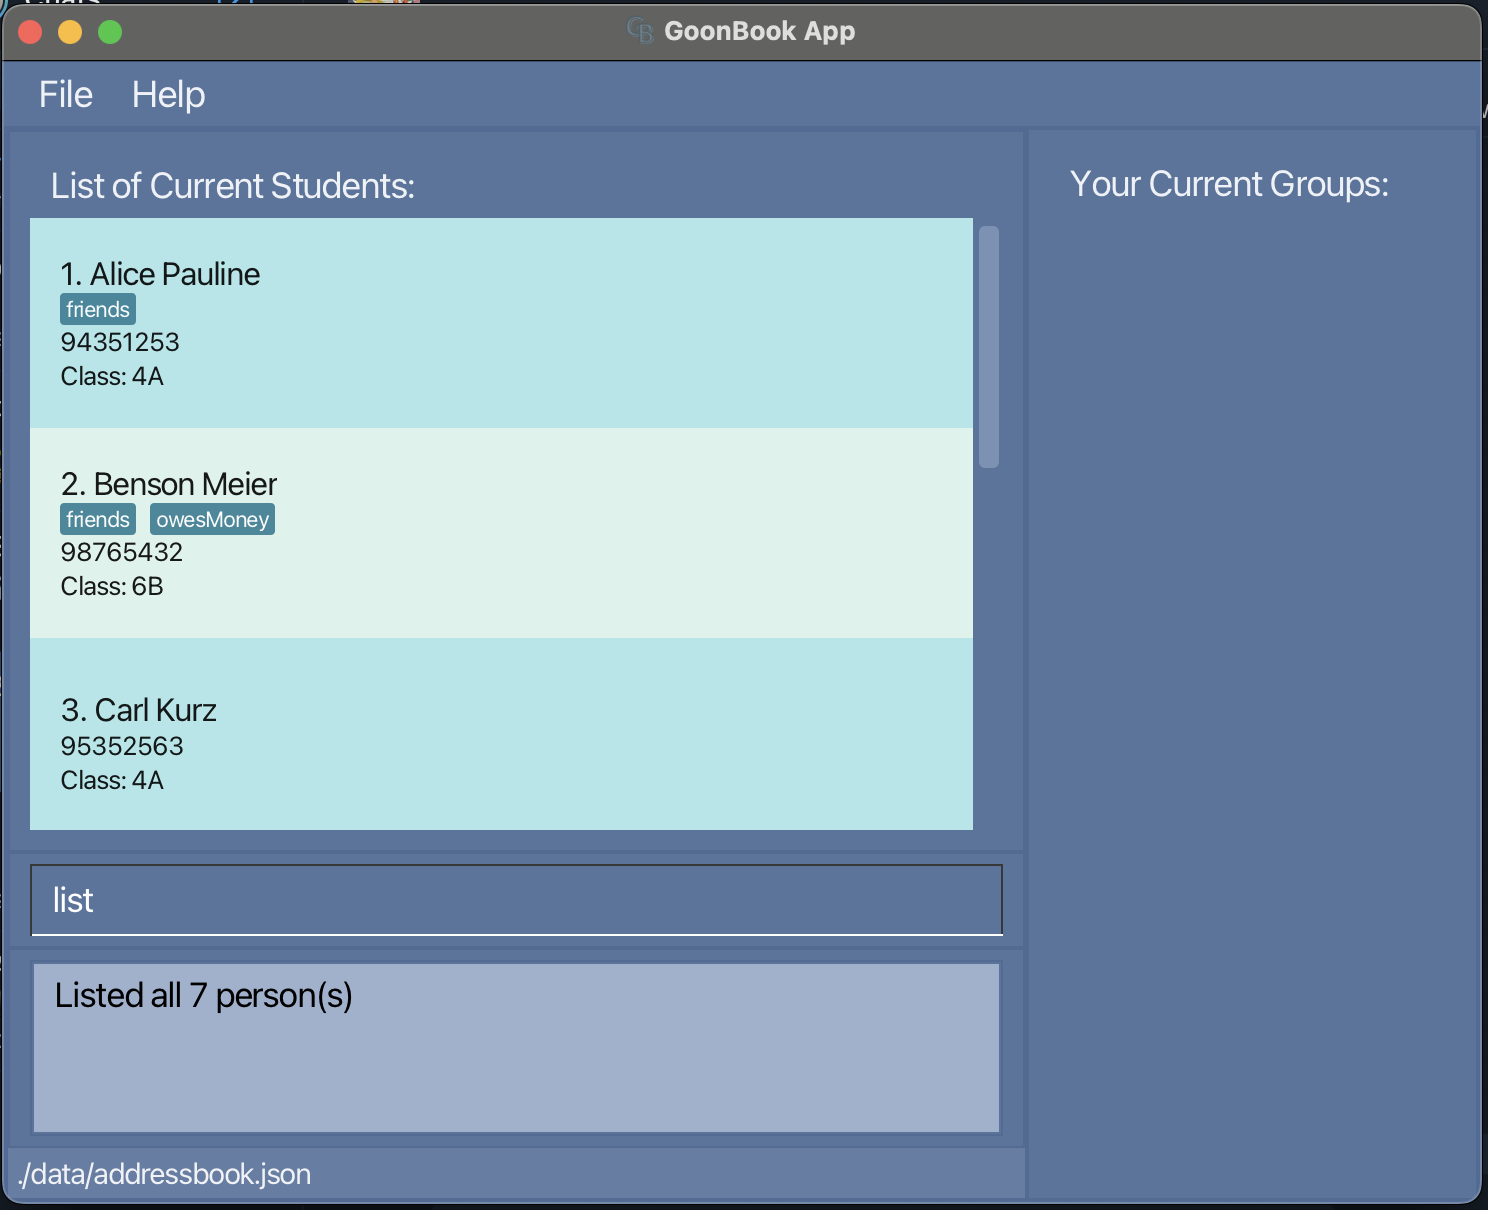 GoonBook App
File Help
List of Current Students:
1. Alice Pauline
friends
94351253
Class: 4A
2. Benson Meier
friends owesMoney
98765432
Class: 6B
3. Carl Kurz
95352563
Class: 4A
list
Listed all 7 person(s)
./data/addressbook.json
Your Current Groups: